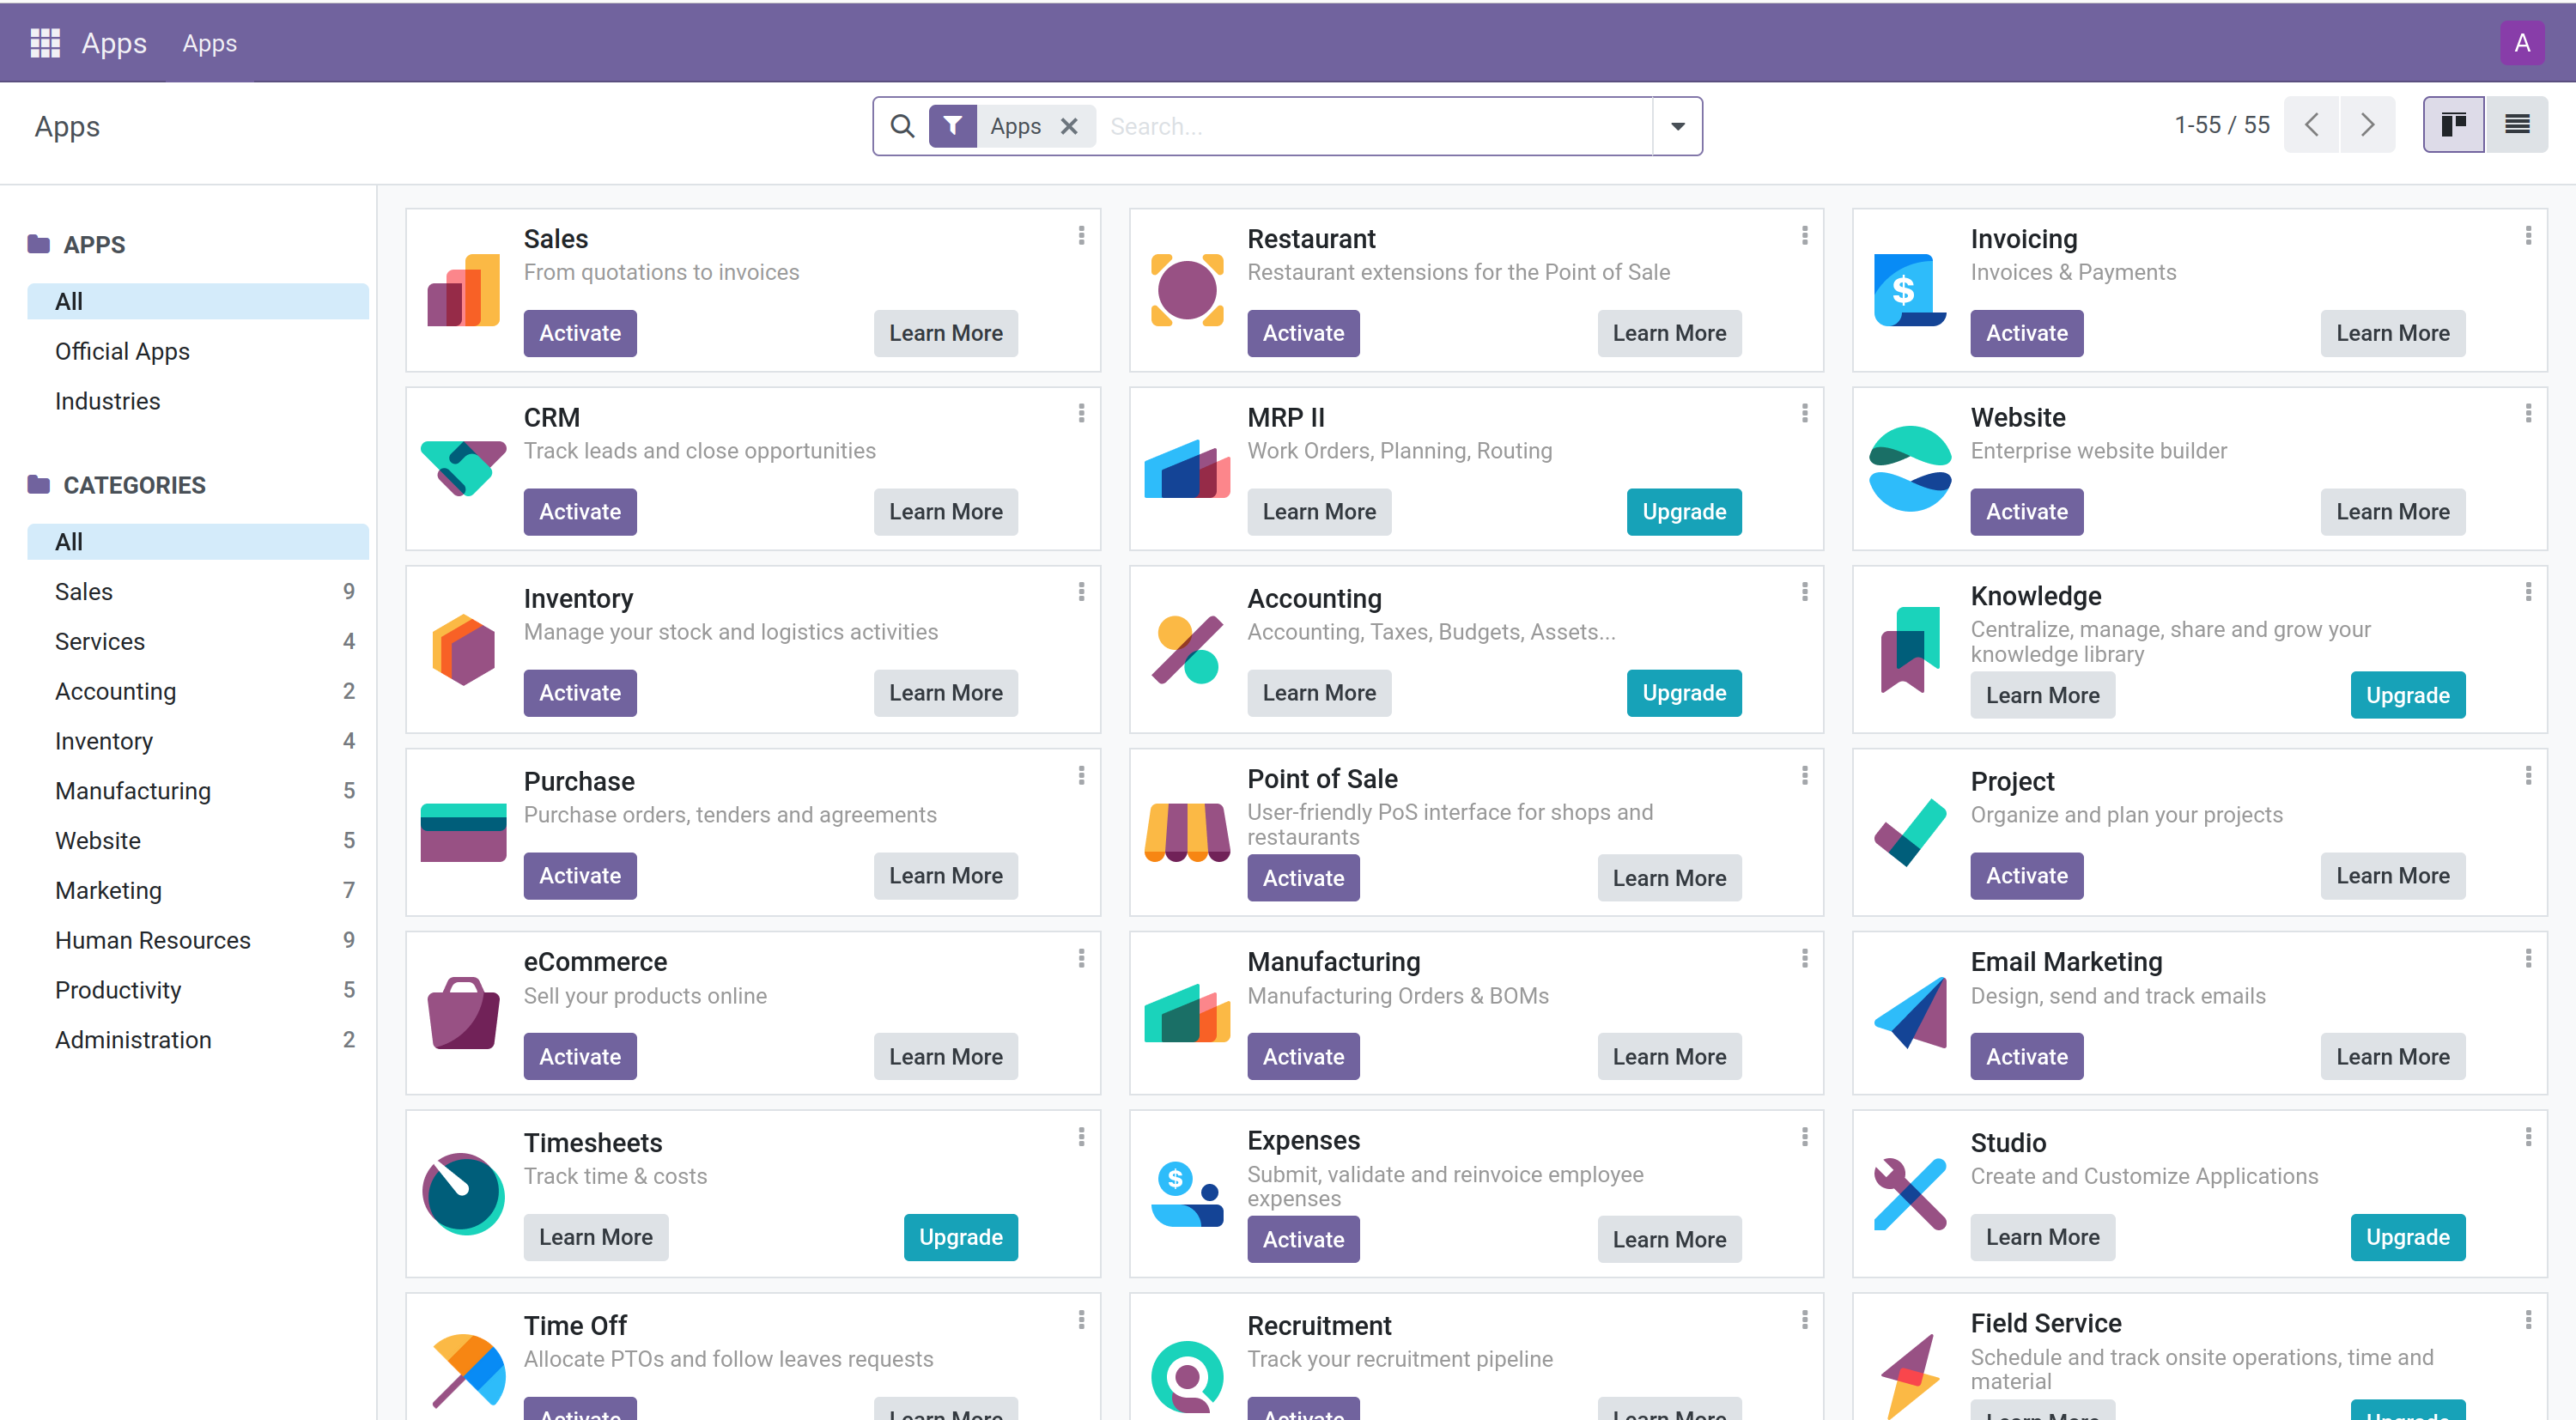 Apps Apps A
Apps
Apps Search...
1-55 / 55
APPS
All
Official Apps
Industries
CATEGORIES
All
Sales 9
Services 4
Accounting 2
Inventory 4
Manufacturing 5
Website 5
Marketing 7
Human Resources 9
Productivity 5
Administration 2
Sales
From quotations to invoices
Activate Learn More
Restaurant
Restaurant extensions for the Point of Sale
Activate Learn More
Invoicing
Invoices & Payments
$
Activate Learn More
CRM
Track leads and close opportunities
Activate Learn More
MRP II
Work Orders, Planning, Routing
Learn More Upgrade
Website
Enterprise website builder
Activate Learn More
Inventory
Manage your stock and logistics activities
Activate Learn More
Accounting
Accounting, Taxes, Budgets, Assets...
Learn More Upgrade
Knowledge
Centralize, manage, share and grow your
knowledge library
Learn More Upgrade
Purchase
Purchase orders, tenders and agreements
Activate Learn More
Point of Sale
User-friendly PoS interface for shops and
restaurants
Activate Learn More
Project
Organize and plan your projects
Activate Learn More
eCommerce
Sell your products online
Activate Learn More
Manufacturing
Manufacturing Orders & BOMs
Activate Learn More
Email Marketing
Design, send and track emails
Activate Learn More
Timesheets
Track time & costs
Learn More Upgrade
Expenses
$
Submit, validate and reinvoice employee
expenses
Activate Learn More
Studio
Create and Customize Applications
Learn More Upgrade
Time Off
Allocate PTOs and follow leaves requests
Activate Learn More
Recruitment
Track your recruitment pipeline
Activate Learn More
Field Service
Schedule and track onsite operations, time and
material
Learn More Upgrade